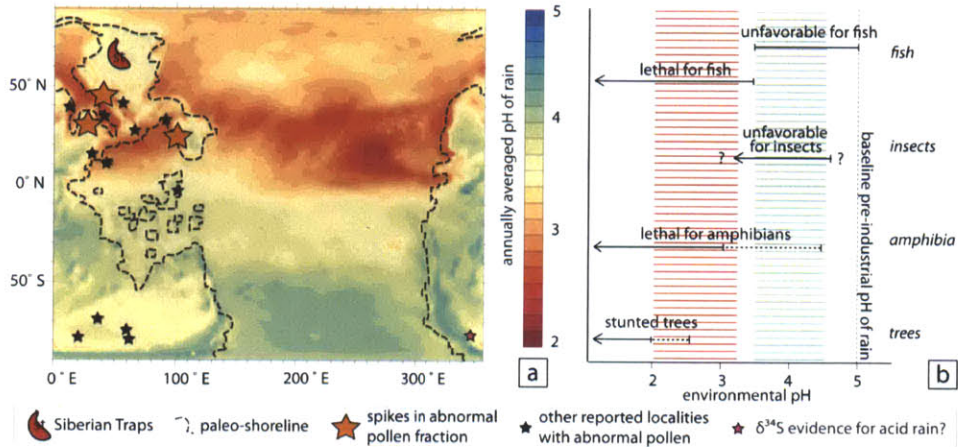 50° N
0° N
50° S
0° E
100° E
200° E
300 E
annually averaged pH of rain
5
4
3
2
a
unfavorable for fish
fish
lethal for fish
unfavorable
for insects
?
?
insects
lethal for amphibians
amphibia
stunted trees
trees
baseline pre-industrial pH of rain
2
3
4
5
environmental pH
b
Siberian Traps
paleo-shoreline
spikes in abnormal
pollen fraction
other reported localities
with abnormal pollen
δ34S evidence for acid rain?